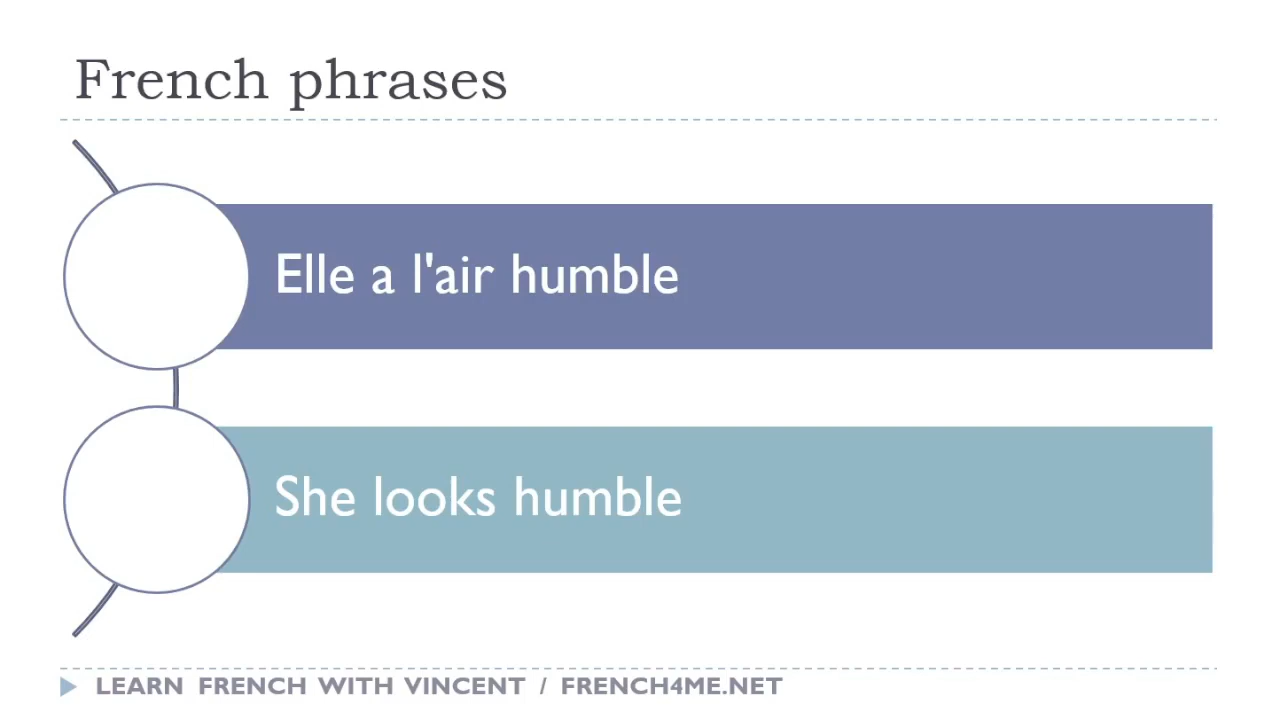 French phrases
Elle a l'air humble
She looks humble
LEARN FRENCH WITH VINCENT / FRENCH4ME.NET